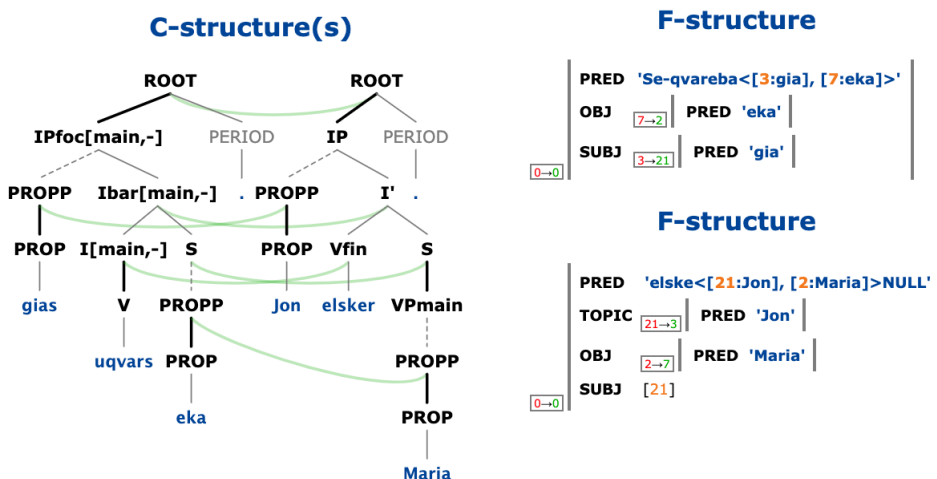 C-structure(s)
ROOT ROOT
IPfoc[main,-] PERIOD IP PERIOD
PROPP Ibar[main,-] . PROPP I' .
PROP I[main,-] S PROP Vfin S
gias V PROPP Jon elsker VPmain
uqvars PROP PROPP
eka PROP
Maria
F-structure
PRED 'Se-qvareba<[3:gia], [7:eka]>'
OBJ 7→2 PRED 'eka'
SUBJ 3→21 PRED 'gia'
0→0
F-structure
PRED 'elske<[21:Jon], [2:Maria]>NULL'
TOPIC 21→3 PRED 'Jon'
OBJ 2→7 PRED 'Maria'
SUBJ [21]
0→0